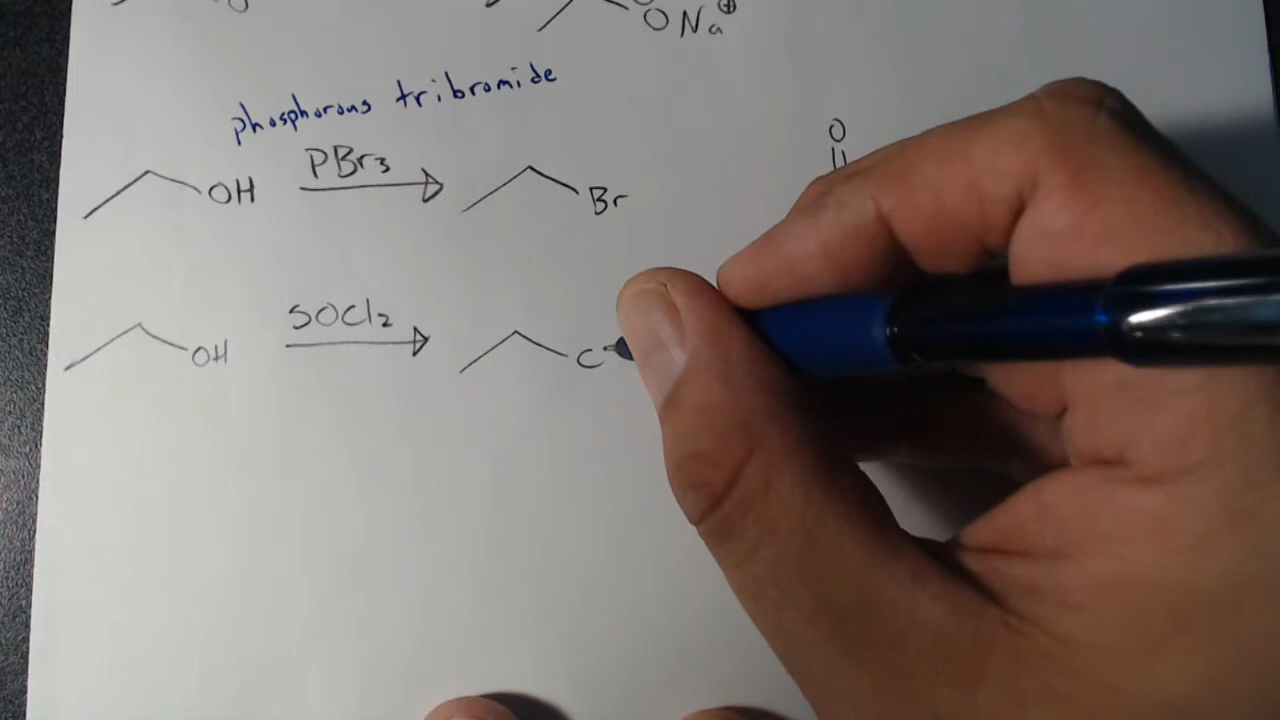 ONa⊕
phosphorous tribromide
O
OH PBr3 Br
OH SOCl2 C